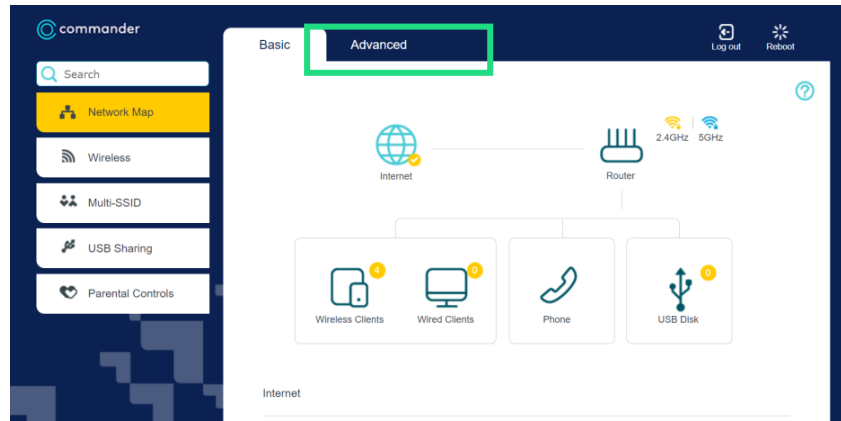 commander
Basic
Advanced
Log out
Reboot
Search
Network Map
Wireless
Multi-SSID
USB Sharing
Parental Controls
2.4GHz
5GHz
Internet
Router
4
0
0
Wireless Clients
Wired Clients
Phone
USB Disk
Internet